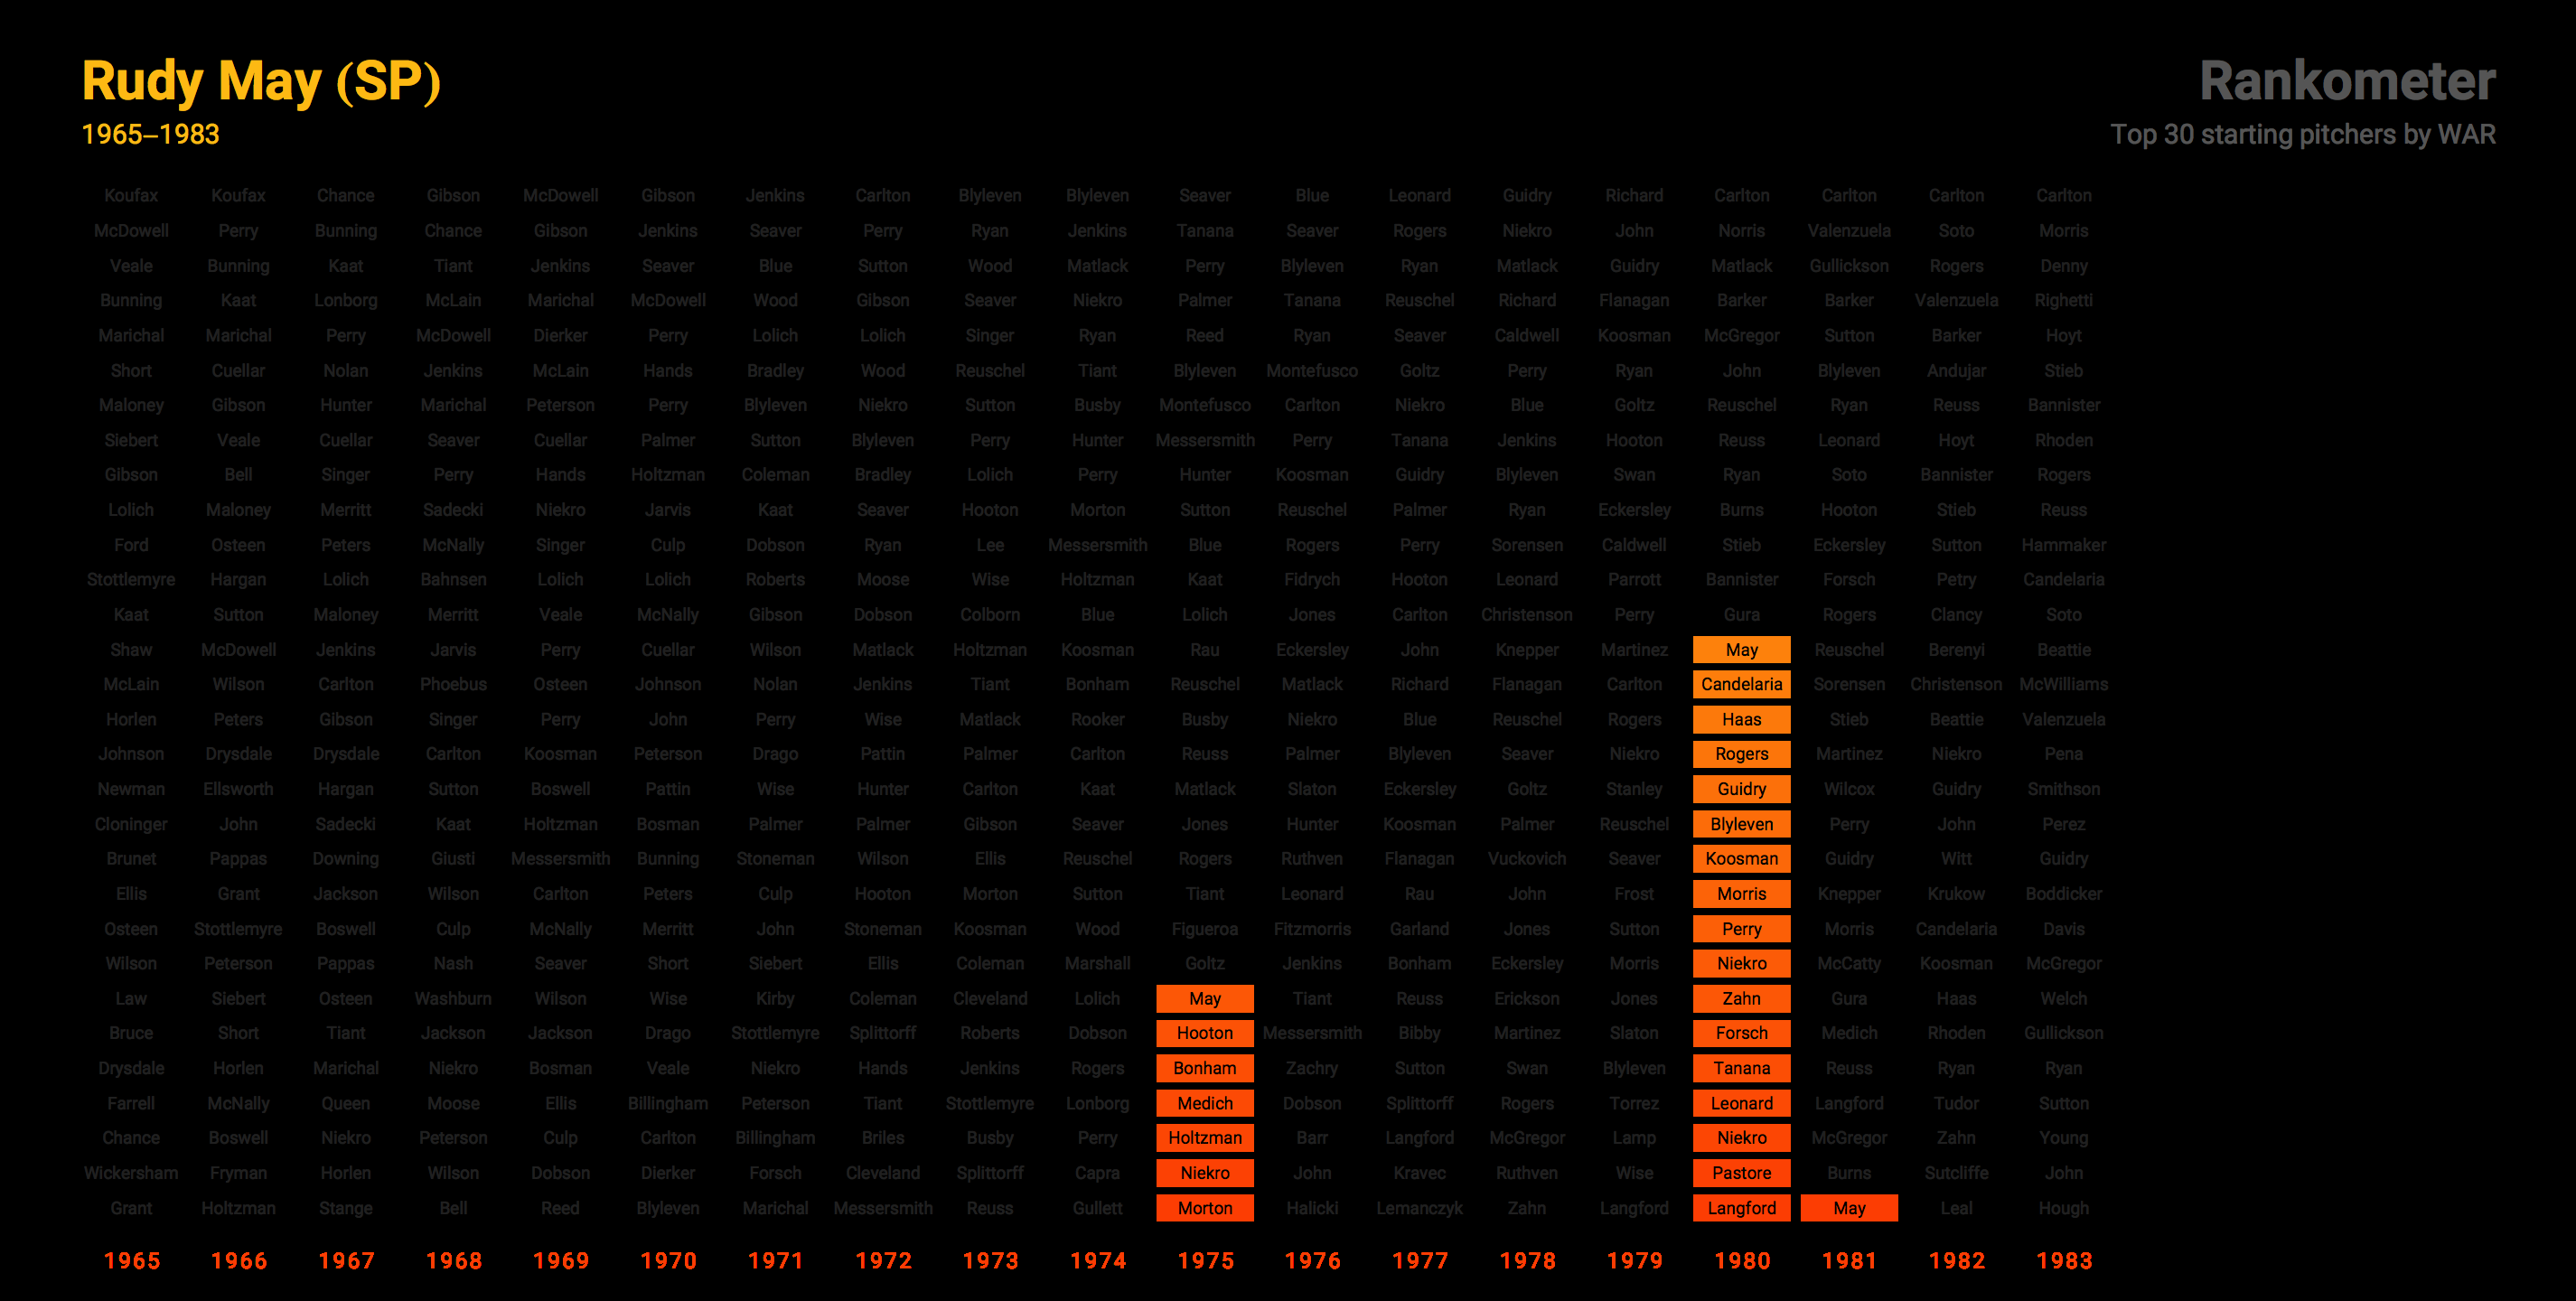 Rudy May (SP)
1965–1983
Rankometer
Top 30 starting pitchers by WAR
Koufax Koufax Chance Gibson McDowell Gibson Jenkins Carlton Blyleven Blyleven Seaver Blue Leonard Guidry Richard Carlton Carlton Carlton Carlton
McDowell Perry Bunning Chance Gibson Jenkins Seaver Perry Ryan Jenkins Tanana Seaver Rogers Niekro John Norris Valenzuela Soto Morris
Veale Bunning Kaat Tiant Jenkins Seaver Blue Sutton Wood Matlack Perry Blyleven Ryan Matlack Guidry Matlack Gullickson Rogers Denny
Bunning Kaat Lonborg McLain Marichal McDowell Wood Gibson Seaver Niekro Palmer Tanana Reuschel Richard Flanagan Barker Barker Valenzuela Righetti
Marichal Marichal Perry McDowell Dierker Perry Lolich Lolich Singer Ryan Reed Ryan Seaver Caldwell Koosman McGregor Sutton Barker Hoyt
Short Cuellar Nolan Jenkins McLain Hands Bradley Wood Reuschel Tiant Blyleven Montefusco Goltz Perry Ryan John Blyleven Andujar Stieb
Maloney Gibson Hunter Marichal Peterson Perry Blyleven Niekro Sutton Busby Montefusco Carlton Niekro Blue Goltz Reuschel Ryan Reuss Bannister
Siebert Veale Cuellar Seaver Cuellar Palmer Sutton Blyleven Perry Hunter Messersmith Perry Tanana Jenkins Hooton Reuss Leonard Hoyt Rhoden
Gibson Bell Singer Perry Hands Holtzman Coleman Bradley Lolich Perry Hunter Koosman Guidry Blyleven Swan Ryan Soto Bannister Rogers
Lolich Maloney Merritt Sadecki Niekro Jarvis Kaat Seaver Hooton Morton Sutton Reuschel Palmer Ryan Eckersley Burns Hooton Stieb Reuss
Ford Osteen Peters McNally Singer Culp Dobson Ryan Lee Messersmith Blue Rogers Perry Sorensen Caldwell Stieb Eckersley Sutton Hammaker
Stottlemyre Hargan Lolich Bahnsen Lolich Lolich Roberts Moose Wise Holtzman Kaat Fidrych Hooton Leonard Parrott Bannister Forsch Petry Candelaria
Kaat Sutton Maloney Merritt Veale McNally Gibson Dobson Colborn Blue Lolich Jones Carlton Christenson Perry Gura Rogers Clancy Soto
Shaw McDowell Jenkins Jarvis Perry Cuellar Wilson Matlack Holtzman Koosman Rau Eckersley John Knepper Martinez May Reuschel Berenyi Beattie
McLain Wilson Carlton Phoebus Osteen Johnson Nolan Jenkins Tiant Bonham Reuschel Matlack Richard Flanagan Carlton Candelaria Sorensen Christenson McWilliams
Horlen Peters Gibson Singer Perry John Perry Wise Matlack Rooker Busby Niekro Blue Reuschel Rogers Haas Stieb Beattie Valenzuela
Johnson Drysdale Drysdale Carlton Koosman Peterson Drago Pattin Palmer Carlton Reuss Palmer Blyleven Seaver Niekro Rogers Martinez Niekro Pena
Newman Ellsworth Hargan Sutton Boswell Pattin Wise Hunter Carlton Kaat Matlack Slaton Eckersley Goltz Stanley Guidry Wilcox Guidry Smithson
Cloninger John Sadecki Kaat Holtzman Bosman Palmer Palmer Gibson Seaver Jones Hunter Koosman Palmer Reuschel Blyleven Perry John Perez
Brunet Pappas Downing Giusti Messersmith Bunning Stoneman Wilson Ellis Reuschel Rogers Ruthven Flanagan Vuckovich Seaver Koosman Guidry Witt Guidry
Ellis Grant Jackson Wilson Carlton Peters Culp Hooton Morton Sutton Tiant Leonard Rau John Frost Morris Knepper Krukow Boddicker
Osteen Stottlemyre Boswell Culp McNally Merritt John Stoneman Koosman Wood Figueroa Fitzmorris Garland Jones Sutton Perry Morris Candelaria Davis
Wilson Peterson Pappas Nash Seaver Short Siebert Ellis Coleman Marshall Goltz Jenkins Bonham Eckersley Morris Niekro McCatty Koosman McGregor
Law Siebert Osteen Washburn Wilson Wise Kirby Coleman Cleveland Lolich May Tiant Reuss Erickson Jones Zahn Gura Haas Welch
Bruce Short Tiant Jackson Jackson Drago Stottlemyre Splittorff Roberts Dobson Hooton Messersmith Bibby Martinez Slaton Forsch Medich Rhoden Gullickson
Drysdale Horlen Marichal Niekro Bosman Veale Niekro Hands Jenkins Rogers Bonham Zachry Sutton Swan Blyleven Tanana Reuss Ryan Ryan
Farrell McNally Queen Moose Ellis Billingham Peterson Tiant Stottlemyre Lonborg Medich Dobson Splittorff Rogers Torrez Leonard Langford Tudor Sutton
Chance Boswell Niekro Peterson Culp Carlton Billingham Briles Busby Perry Holtzman Barr Langford McGregor Lamp Niekro McGregor Zahn Young
Wickersham Fryman Horlen Wilson Dobson Dierker Forsch Cleveland Splittorff Capra Niekro John Kravec Ruthven Wise Pastore Burns Sutcliffe John
Grant Holtzman Stange Bell Reed Blyleven Marichal Messersmith Reuss Gullett Morton Halicki Lemanczyk Zahn Langford Langford May Leal Hough
1965 1966 1967 1968 1969 1970 1971 1972 1973 1974 1975 1976 1977 1978 1979 1980 1981 1982 1983